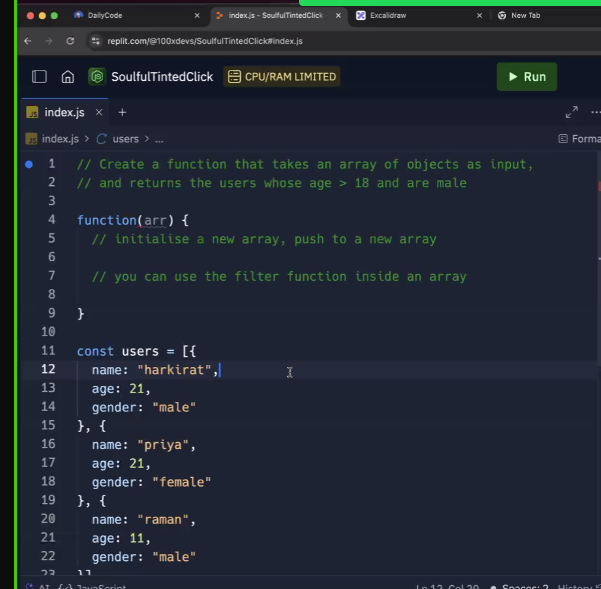 DailyCode
index.js - SoulfulTintedClick
Excalidraw
New Tab
replit.com/@100xdevs/SoulfulTintedClick#index.js
SoulfulTintedClick
CPU/RAM LIMITED
Run
index.js
index.js > users > ...
Forma
1 // Create a function that takes an array of objects as input,
2 // and returns the users whose age > 18 and are male
3
4 function(arr) {
5 // initialise a new array, push to a new array
6
7 // you can use the filter function inside an array
8
9 }
10
11 const users = [{
12 name: "harkirat",
13 age: 21,
14 gender: "male"
15 }, {
16 name: "priya",
17 age: 21,
18 gender: "female"
19 }, {
20 name: "raman",
21 age: 11,
22 gender: "male"
23 }]
AI {} JavaScript
Ln 12, Col 20 Spaces: 2 History